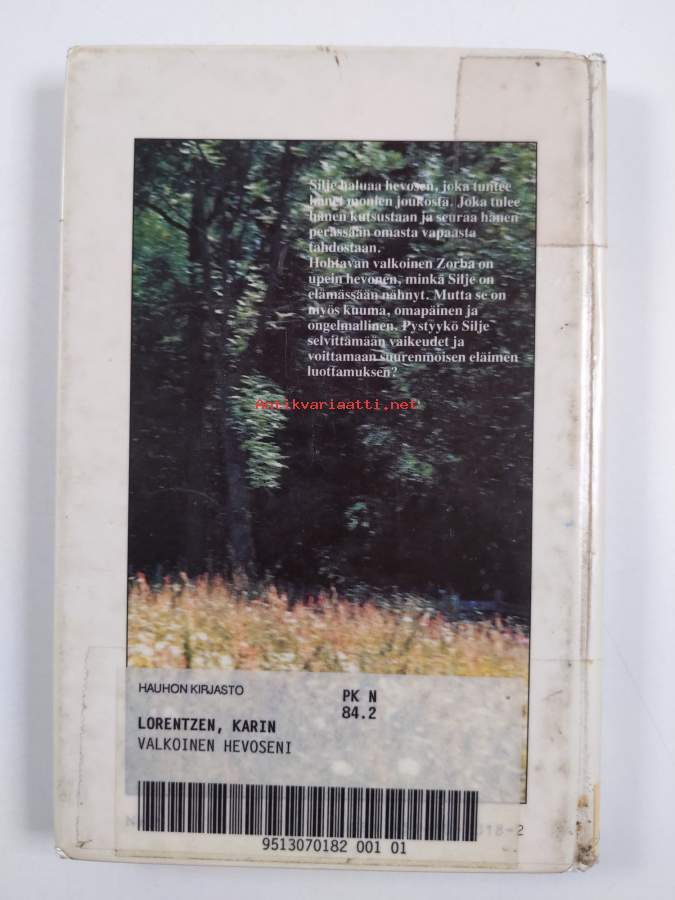 Silje haluaa hevosen, joka tuntee
hänet monien joukosta. Joka tulee
hänen kutsustaan ja seuraa hänen
perässään omasta vapaasta
tahdostaan.
Hohtavan valkoinen Zorba on
upein hevonen, minkä Silje on
elämässään nähnyt. Mutta se on
myös kuuma, omapäinen ja
ongelmallinen. Pystyykö Silje
selvittämään vaikeudet ja
voittamaan suurenmoisen eläimen
luottamuksen?
Antikvariaatti.net
HAUHON KIRJASTO
PK N
84.2
LORENTZEN, KARIN
VALKOINEN HEVOSENI
N 018-2
9513070182 001 01